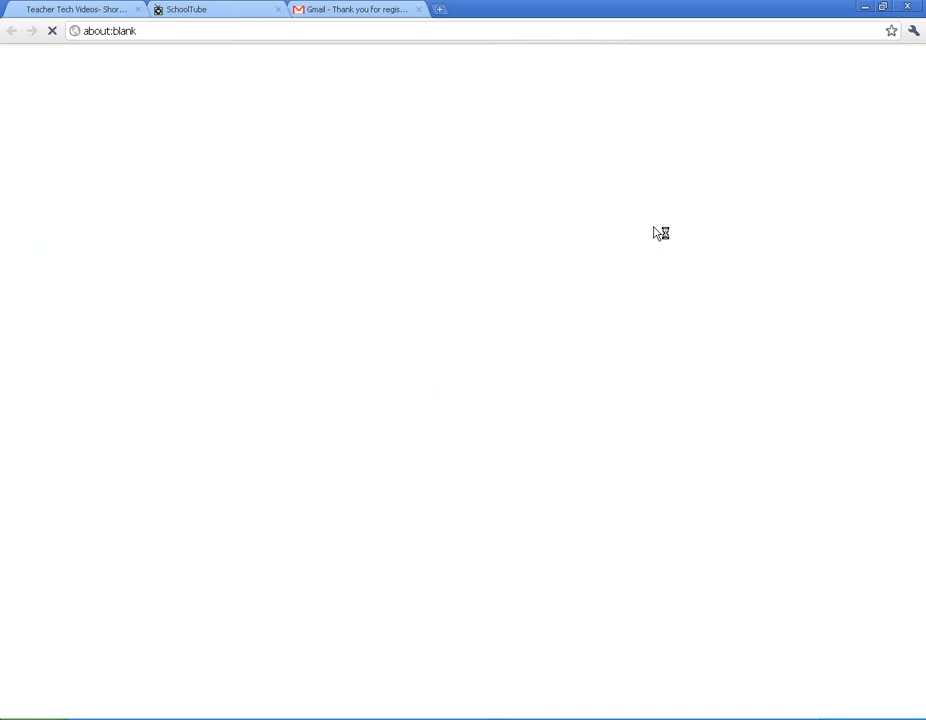 Teacher Tech Videos- Shor...
SchoolTube
Gmail - Thank you for regis...
about:blank